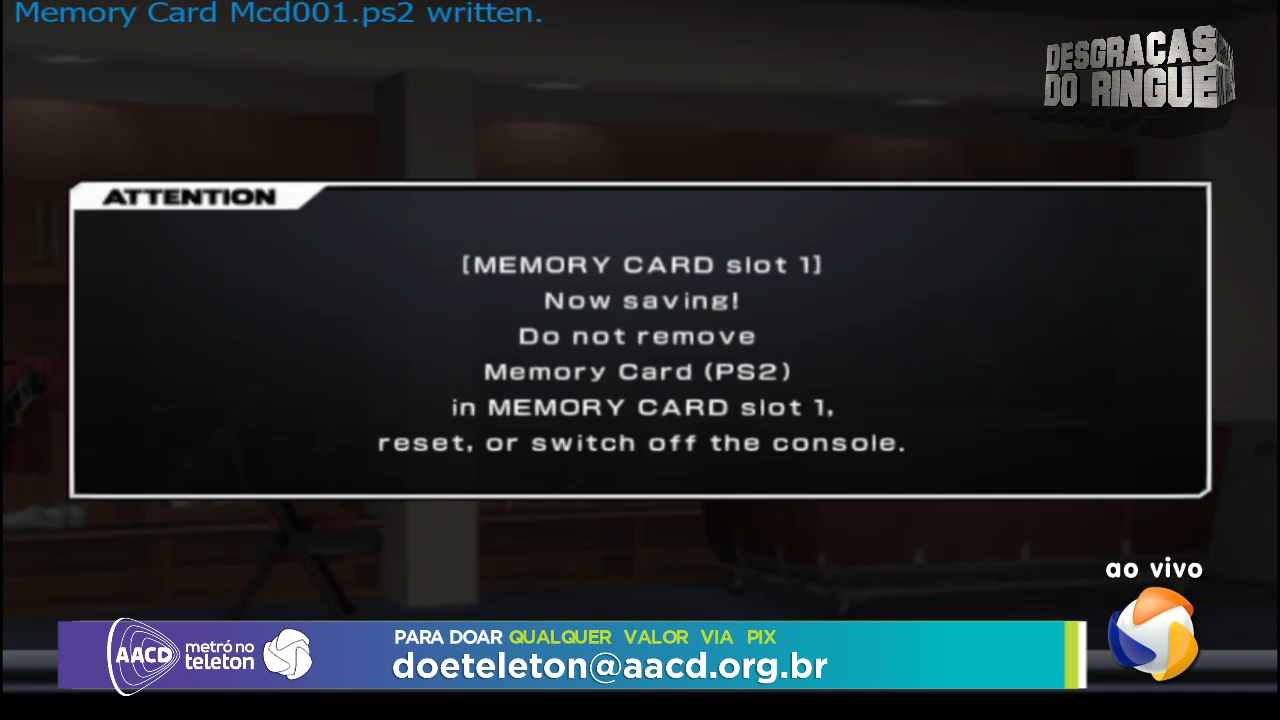 Memory Card Mcd001.ps2 written.
DESGRAÇAS
DO RINGUE
ATTENTION
[MEMORY CARD slot 1]
Now saving!
Do not remove
Memory Card (PS2)
in MEMORY CARD slot 1,
reset, or switch off the console.
ao vivo
AACD
metró no
teleton
PARA DOAR QUALQUER VALOR VIA PIX
doeteleton@aacd.org.br